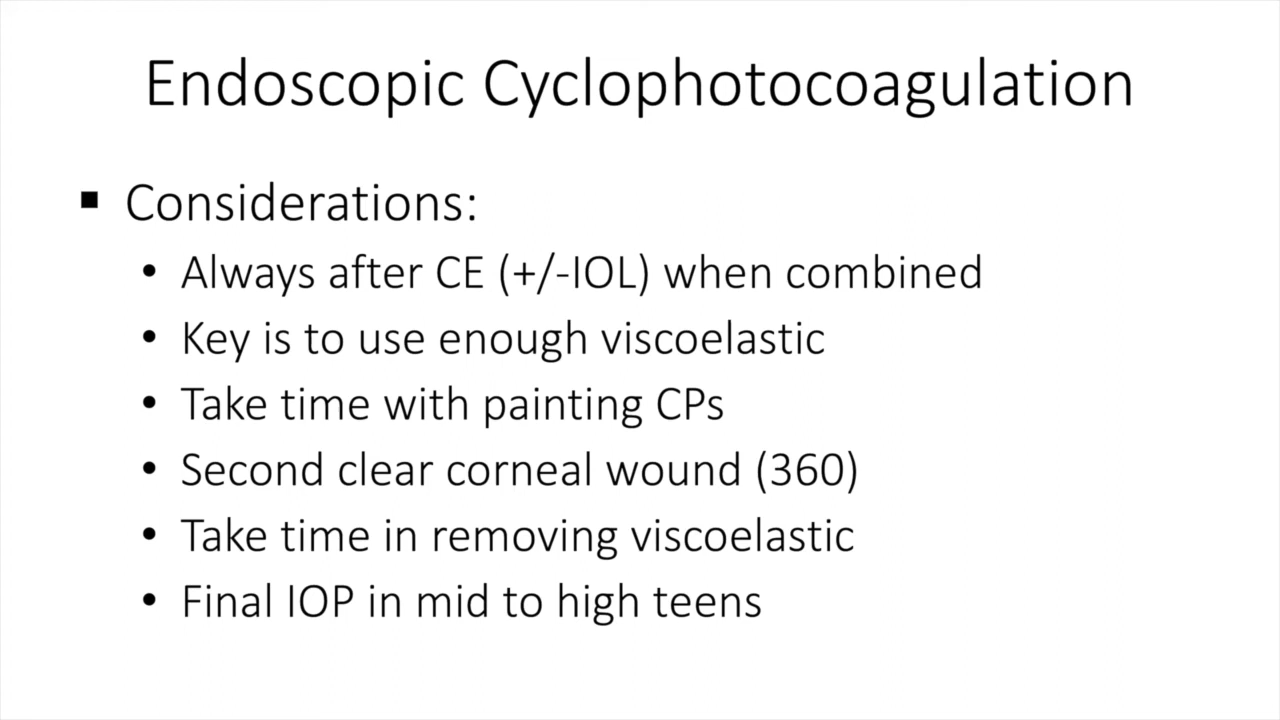 Endoscopic Cyclophotocoagulation
▪ Considerations:
• Always after CE (+/-IOL) when combined
• Key is to use enough viscoelastic
• Take time with painting CPs
• Second clear corneal wound (360)
• Take time in removing viscoelastic
• Final IOP in mid to high teens